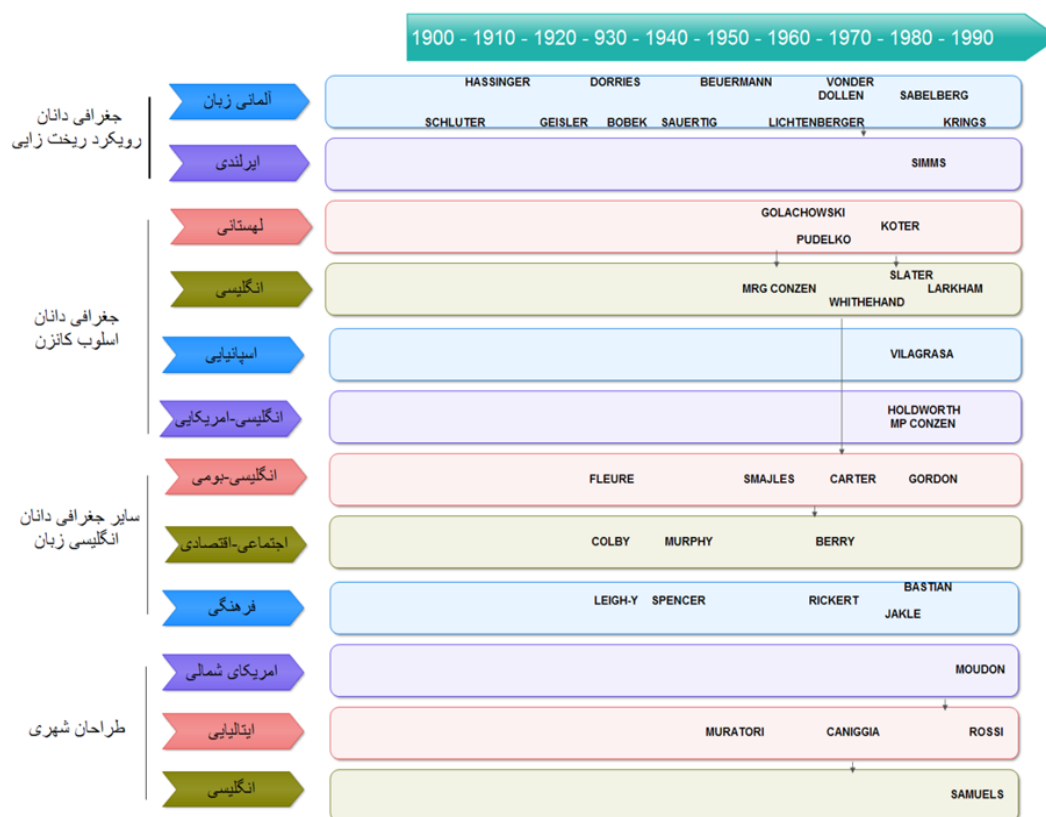 1900 - 1910 - 1920 - 930 - 1940 - 1950 - 1960 - 1970 - 1980 - 1990
جغرافی دانان
رویکرد ریخت زایی
آلمانی زبان
HASSINGER DORRIES BEUERMANN VONDER
DOLLEN SABELBERG
SCHLUTER GEISLER BOBEK SAUERTIG LICHTENBERGER KRINGS
ایرلندی
SIMMS
جغرافی دانان
اسلوب کانزن
لهستانی
GOLACHOWSKI
KOTER
PUDELKO
انگلیسی
SLATER
MRG CONZEN LARKHAM
WHITHEHAND
اسپانیایی
VILAGRASA
انگلیسی-امریکایی
HOLDWORTH
MP CONZEN
سایر جغرافی دانان
انگلیسی زبان
انگلیسی-بومی
FLEURE SMAJLES CARTER GORDON
اجتماعی-اقتصادی
COLBY MURPHY BERRY
فرهنگی
BASTIAN
LEIGH-Y SPENCER RICKERT
JAKLE
طراحان شهری
امریکای شمالی
MOUDON
ایتالیایی
MURATORI CANIGGIA ROSSI
انگلیسی
SAMUELS